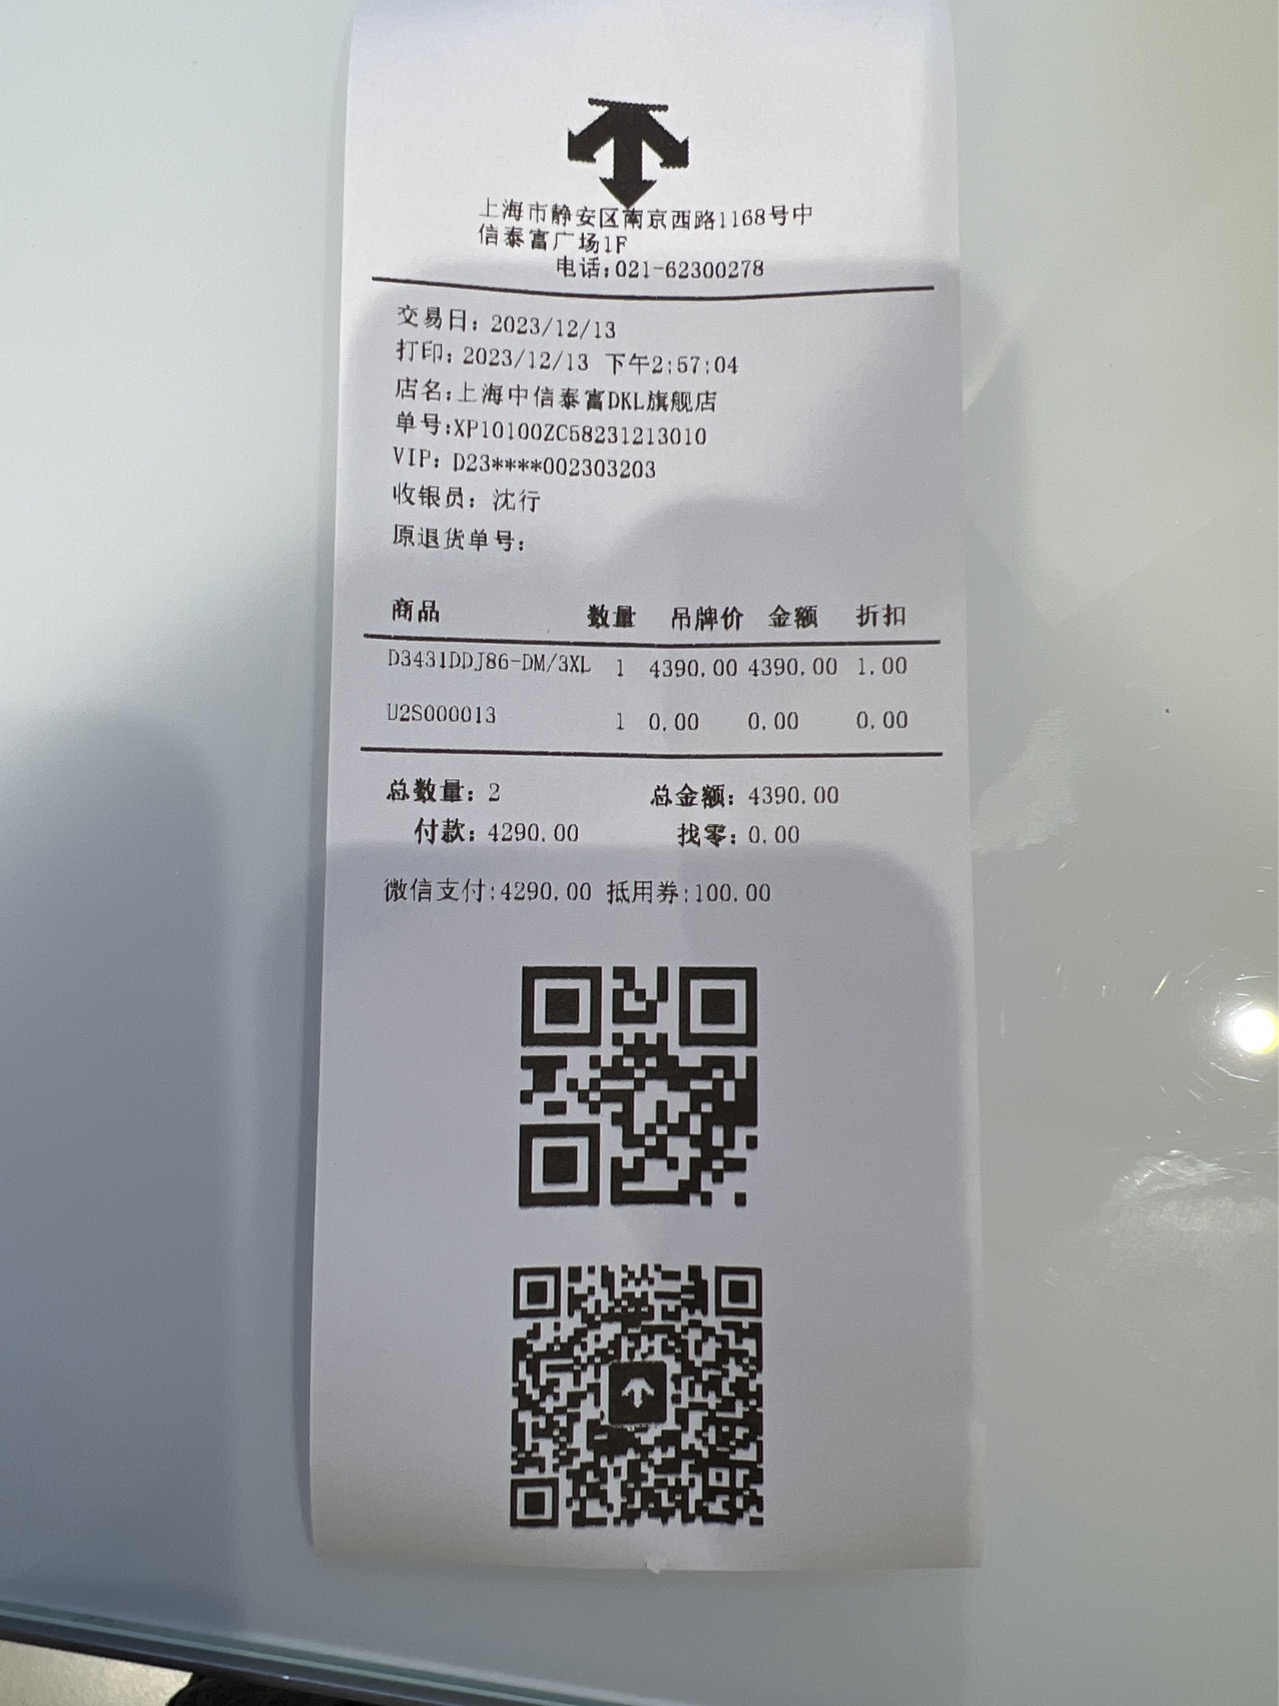 上海市静安区南京西路1168号中
信泰富广场1F
电话:021-62300278
交易日: 2023/12/13
打印: 2023/12/13 下午2:57:04
店名:上海中信泰富DKL旗舰店
单号:XP10100ZC58231213010
VIP: D23****002303203
收银员: 沈行
原退货单号:
商品 数量 吊牌价 金额 折扣
D3431DDJ86-DM/3XL 1 4390.00 4390.00 1.00
U2S000013 1 0.00 0.00 0.00
总数量: 2 总金额: 4390.00
付款: 4290.00 找零: 0.00
微信支付:4290.00 抵用券:100.00